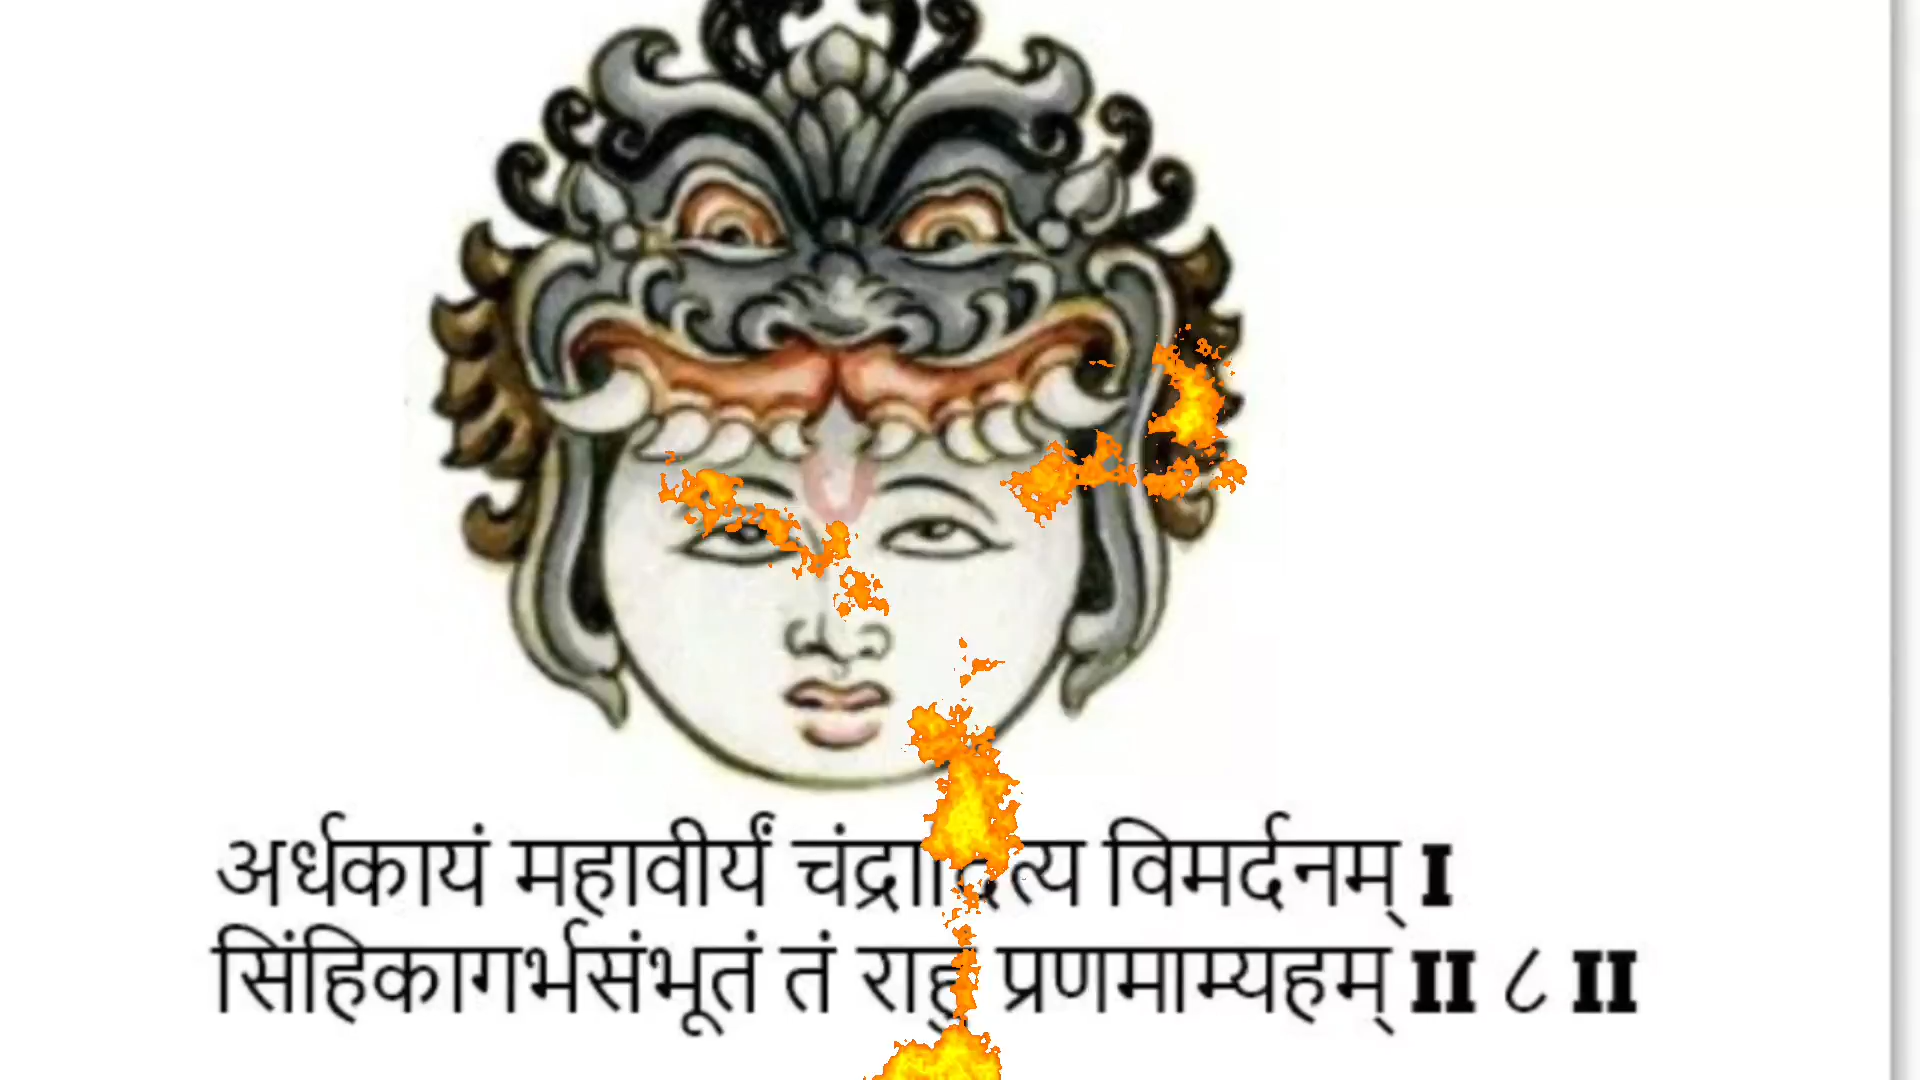 अर्धकायं महावीर्यं चंद्रादित्य विमर्दनम् I
सिंहिकागर्भसंभूतं तं राहु प्रणमाम्यहम् II ८ II